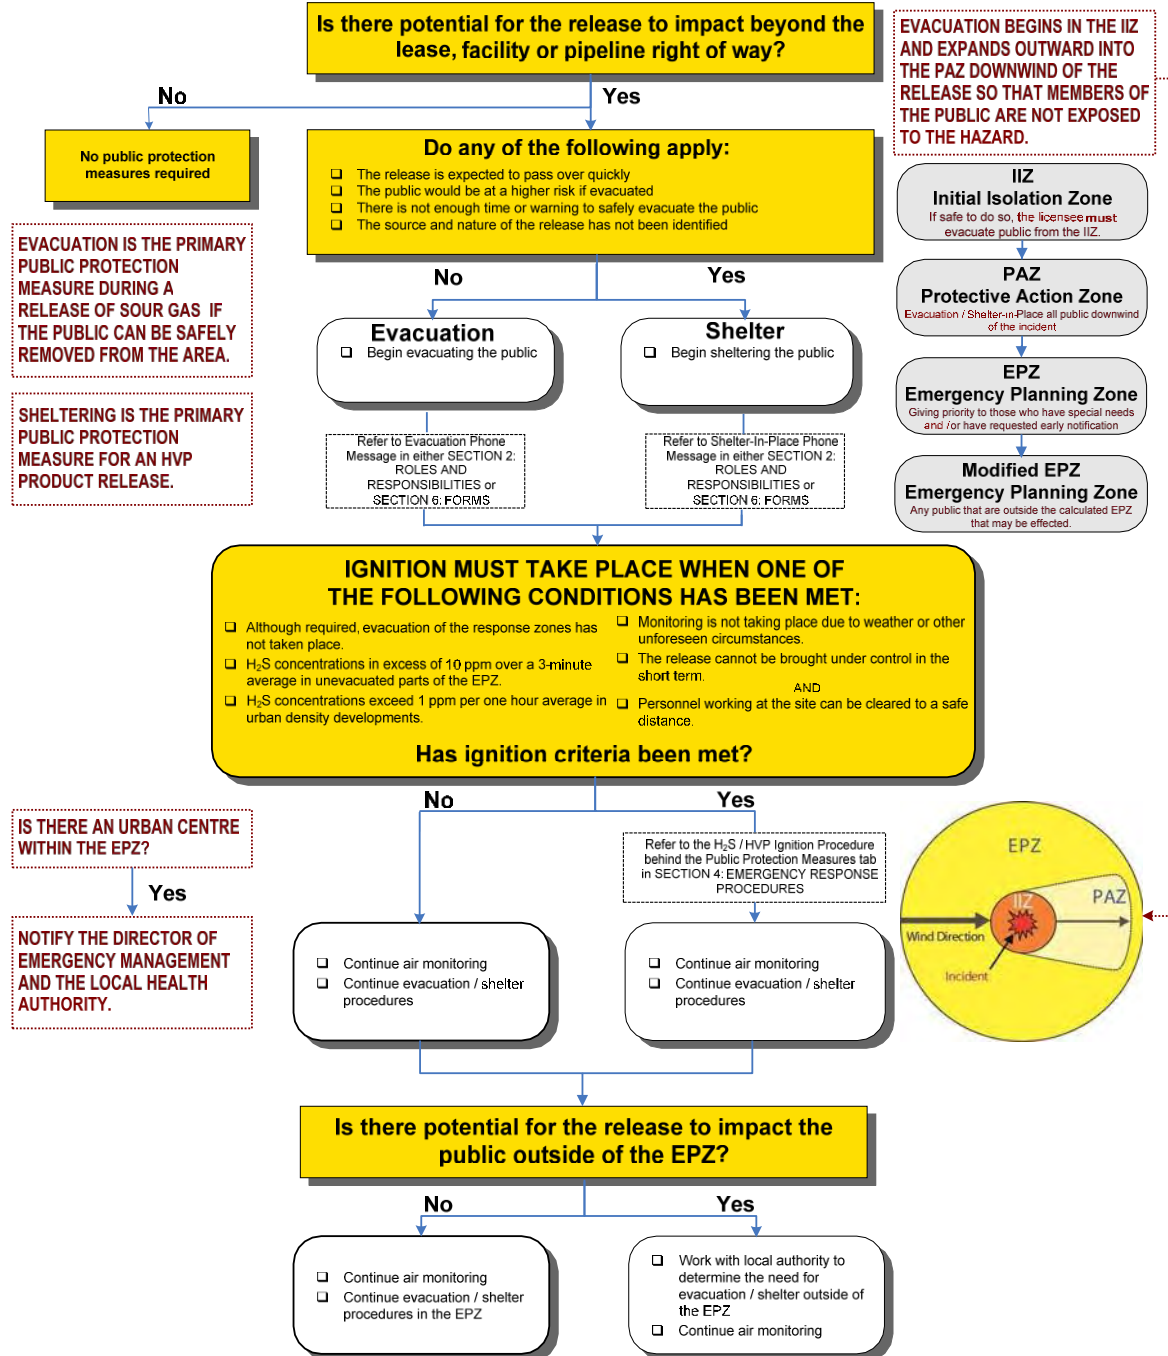 Is there potential for the release to impact beyond the
lease, facility or pipeline right of way?
EVACUATION BEGINS IN THE IIZ
AND EXPANDS OUTWARD INTO
THE PAZ DOWNWIND OF THE
RELEASE SO THAT MEMBERS OF
THE PUBLIC ARE NOT EXPOSED
TO THE HAZARD.
No
Yes
No public protection
measures required
Do any of the following apply:
The release is expected to pass over quickly
The public would be at a higher risk if evacuated
There is not enough time or warning to safely evacuate the public
The source and nature of the release has not been identified
IIZ
Initial Isolation Zone
If safe to do so, the licensee must
evacuate public from the IIZ.
EVACUATION IS THE PRIMARY
PUBLIC PROTECTION
MEASURE DURING A
RELEASE OF SOUR GAS IF
THE PUBLIC CAN BE SAFELY
REMOVED FROM THE AREA.
No
Yes
PAZ
Protective Action Zone
Evacuation / Shelter-in-Place all public downwind
of the incident
Evacuation
Begin evacuating the public
Shelter
Begin sheltering the public
EPZ
Emergency Planning Zone
Giving priority to those who have special needs
and /or have requested early notification
SHELTERING IS THE PRIMARY
PUBLIC PROTECTION
MEASURE FOR AN HVP
PRODUCT RELEASE.
Refer to Evacuation Phone
Message in either SECTION 2:
ROLES AND
RESPONSIBILITIES or
SECTION 6: FORMS
Refer to Shelter-In-Place Phone
Message in either SECTION 2:
ROLES AND
RESPONSIBILITIES or
SECTION 6: FORMS
Modified EPZ
Emergency Planning Zone
Any public that are outside the calculated EPZ
that may be effected.
IGNITION MUST TAKE PLACE WHEN ONE OF
THE FOLLOWING CONDITIONS HAS BEEN MET:
Although required, evacuation of the response zones has
not taken place.
H₂S concentrations in excess of 10 ppm over a 3-minute
average in unevacuated parts of the EPZ.
H₂S concentrations exceed 1 ppm per one hour average in
urban density developments.
Monitoring is not taking place due to weather or other
unforeseen circumstances.
The release cannot be brought under control in the
short term.
AND
Personnel working at the site can be cleared to a safe
distance.
Has ignition criteria been met?
No
Yes
IS THERE AN URBAN CENTRE
WITHIN THE EPZ?
Yes
NOTIFY THE DIRECTOR OF
EMERGENCY MANAGEMENT
AND THE LOCAL HEALTH
AUTHORITY.
Refer to the H₂S / HVP Ignition Procedure
behind the Public Protection Measures tab
in SECTION 4: EMERGENCY RESPONSE
PROCEDURES
EPZ
IIZ
PAZ
Wind Direction
Incident
Continue air monitoring
Continue evacuation / shelter
procedures
Continue air monitoring
Continue evacuation / shelter
procedures
Is there potential for the release to impact the
public outside of the EPZ?
No
Yes
Continue air monitoring
Continue evacuation / shelter
procedures in the EPZ
Work with local authority to
determine the need for
evacuation / shelter outside of
the EPZ
Continue air monitoring